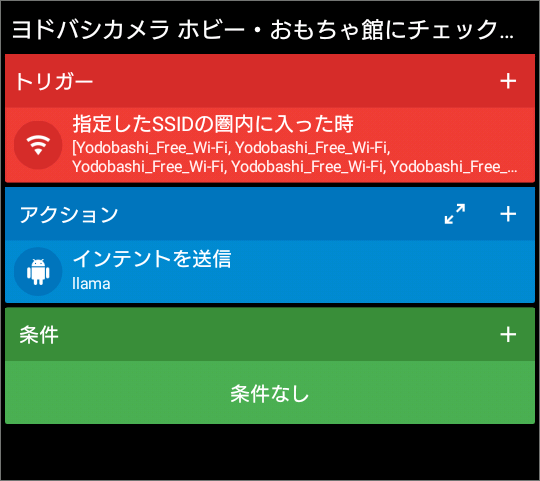 ヨドバシカメラ ホビー・おもちゃ館にチェック...
トリガー
指定したSSIDの圏内に入った時
[Yodobashi_Free_Wi-Fi, Yodobashi_Free_Wi-Fi,
Yodobashi_Free_Wi-Fi, Yodobashi_Free_Wi-Fi, Yodobashi_Free_...
アクション
インテントを送信
llama
条件
条件なし